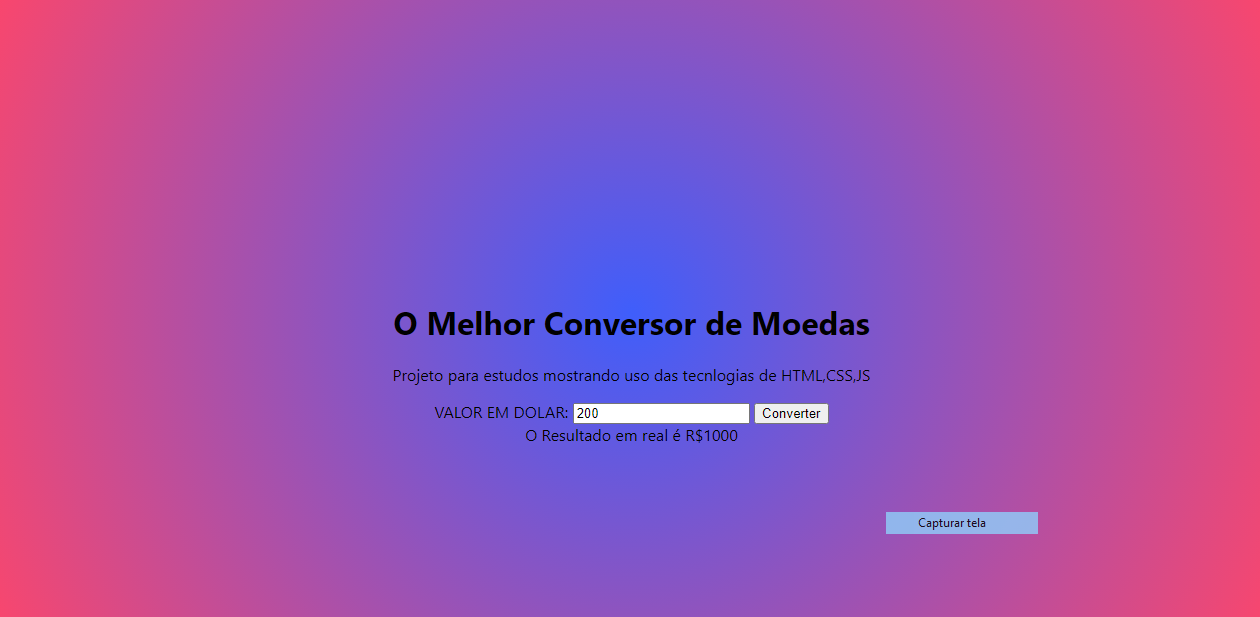 O Melhor Conversor de Moedas
Projeto para estudos mostrando uso das tecnlogias de HTML,CSS,JS
VALOR EM DOLAR: 200 Converter
O Resultado em real é R$1000
Capturar tela